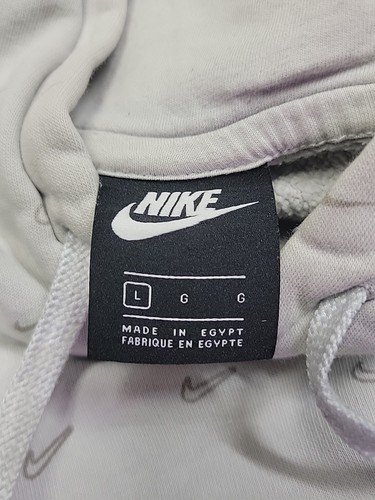 NIKE
L G G
MADE IN EGYPT
FABRIQUE EN EGYPTE